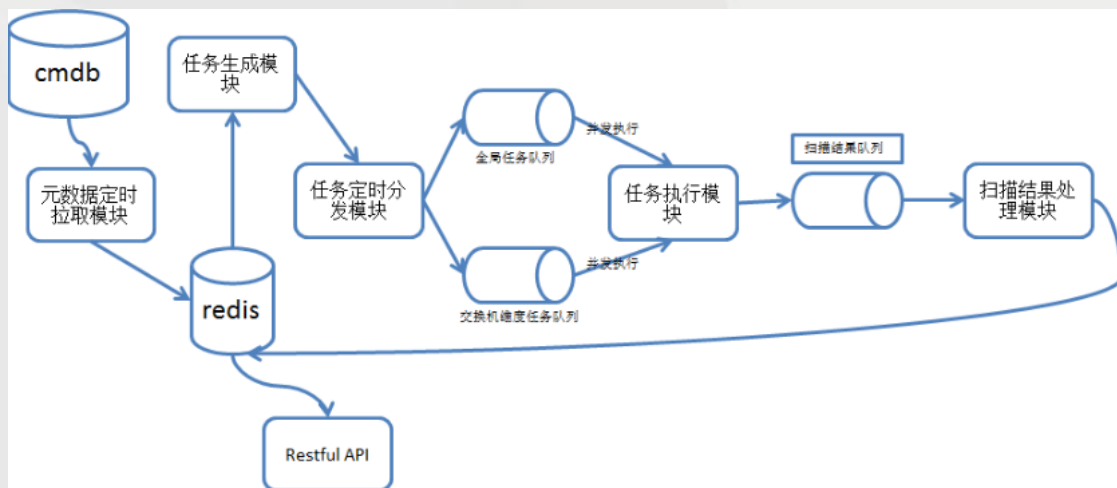 cmdb
任务生成模
块
并发执行
全局任务队列
扫描结果队列
元数据定时
拉取模块
任务定时分
发模块
任务执行模
块
扫描结果处
理模块
并发执行
redis
交换机维度任务队列
Restful API